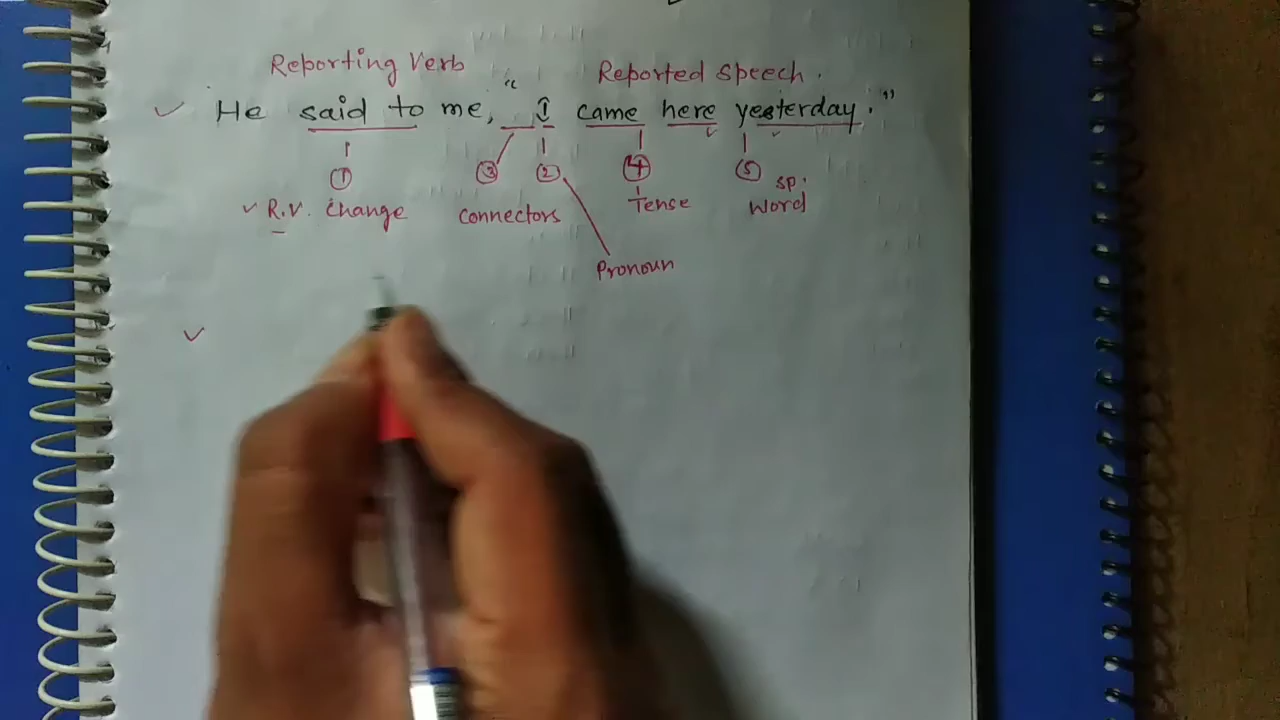 Reporting Verb Reported speech.
✓ He said to me, "I came here yesterday."
① ③ ② ④ ⑤
✓ R.V. change connectors Tense sp. word
Pronoun
✓